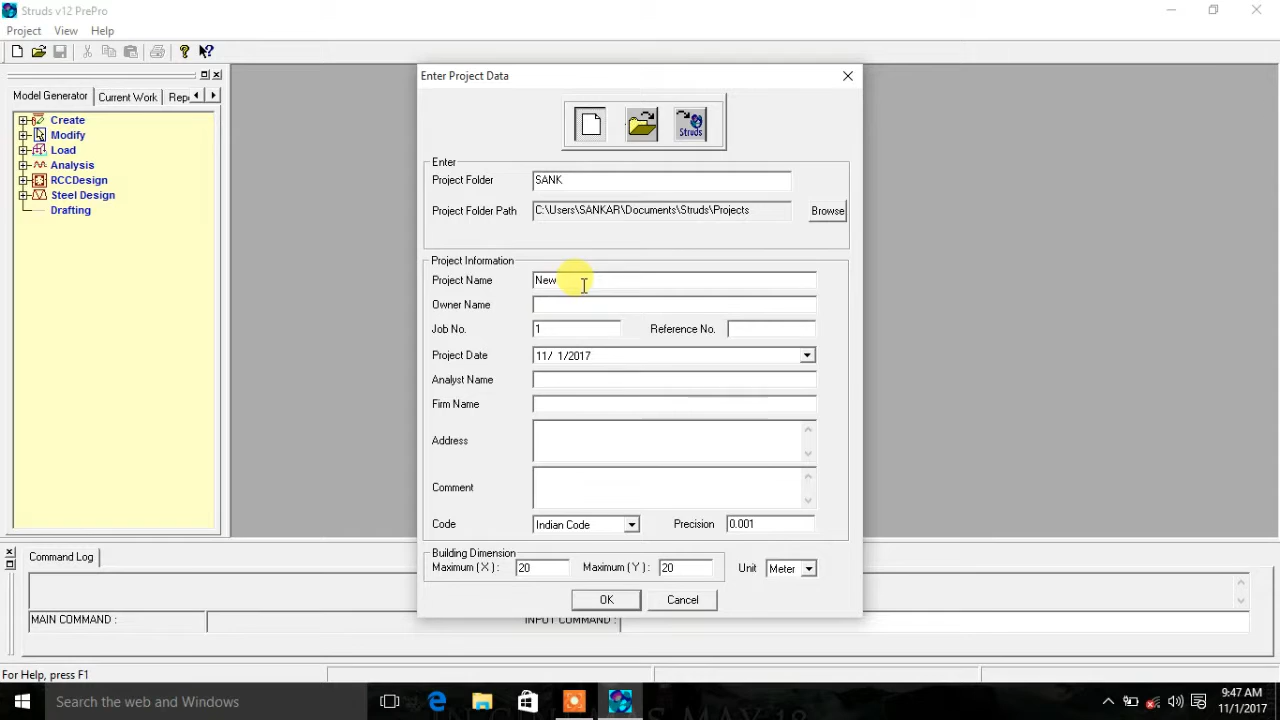 Struds v12 PrePro
Project View Help
Model Generator Current Work Rep
Create
Modify
Load
Analysis
RCCDesign
Steel Design
Drafting
Enter Project Data
Struds
Enter
Project Folder SANK
Project Folder Path C:\Users\SANKAR\Documents\Struds\Projects Browse
Project Information
Project Name New
Owner Name
Job No. 1 Reference No.
Project Date 11/ 1/2017
Analyst Name
Firm Name
Address
Comment
Code Indian Code Precision 0.001
Building Dimension
Maximum ( X ) : 20 Maximum ( Y ) : 20 Unit Meter
OK Cancel
Command Log
MAIN COMMAND : INPUT COMMAND :
For Help, press F1
Search the web and Windows
9:47 AM
11/1/2017